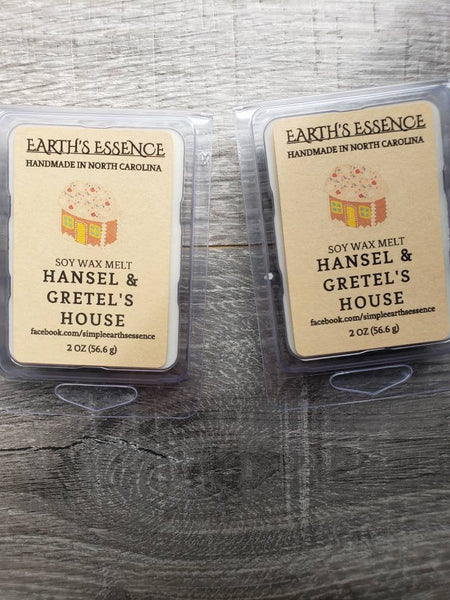 EARTH'S ESSENCE
HANDMADE IN NORTH CAROLINA
SOY WAX MELT
HANSEL &
GRETEL'S
HOUSE
facebook.com/simpleearthsessence
2 OZ (56.6 g)
EARTH'S ESSENCE
HANDMADE IN NORTH CAROLINA
SOY WAX MELT
HANSEL &
GRETEL'S
HOUSE
facebook.com/simpleearthsessence
2 OZ (56.6 g)